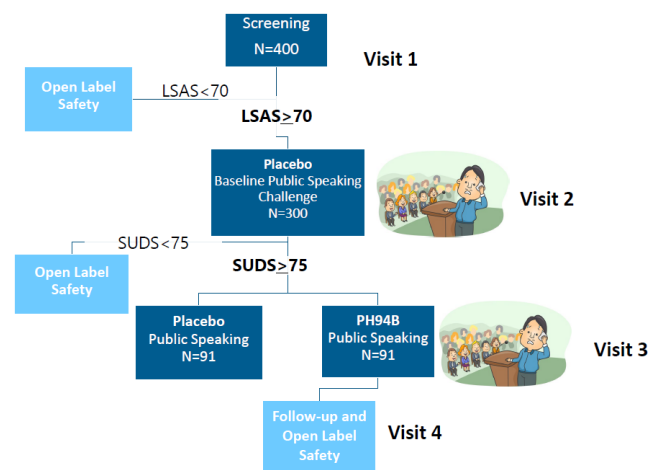 Screening
N=400
Visit 1
Open Label
Safety
LSAS<70
LSAS≥70
Placebo
Baseline Public Speaking
Challenge
N=300
Visit 2
SUDS<75
Open Label
Safety
SUDS≥75
Placebo
Public Speaking
N=91
PH94B
Public Speaking
N=91
Visit 3
Follow-up and
Open Label
Safety
Visit 4